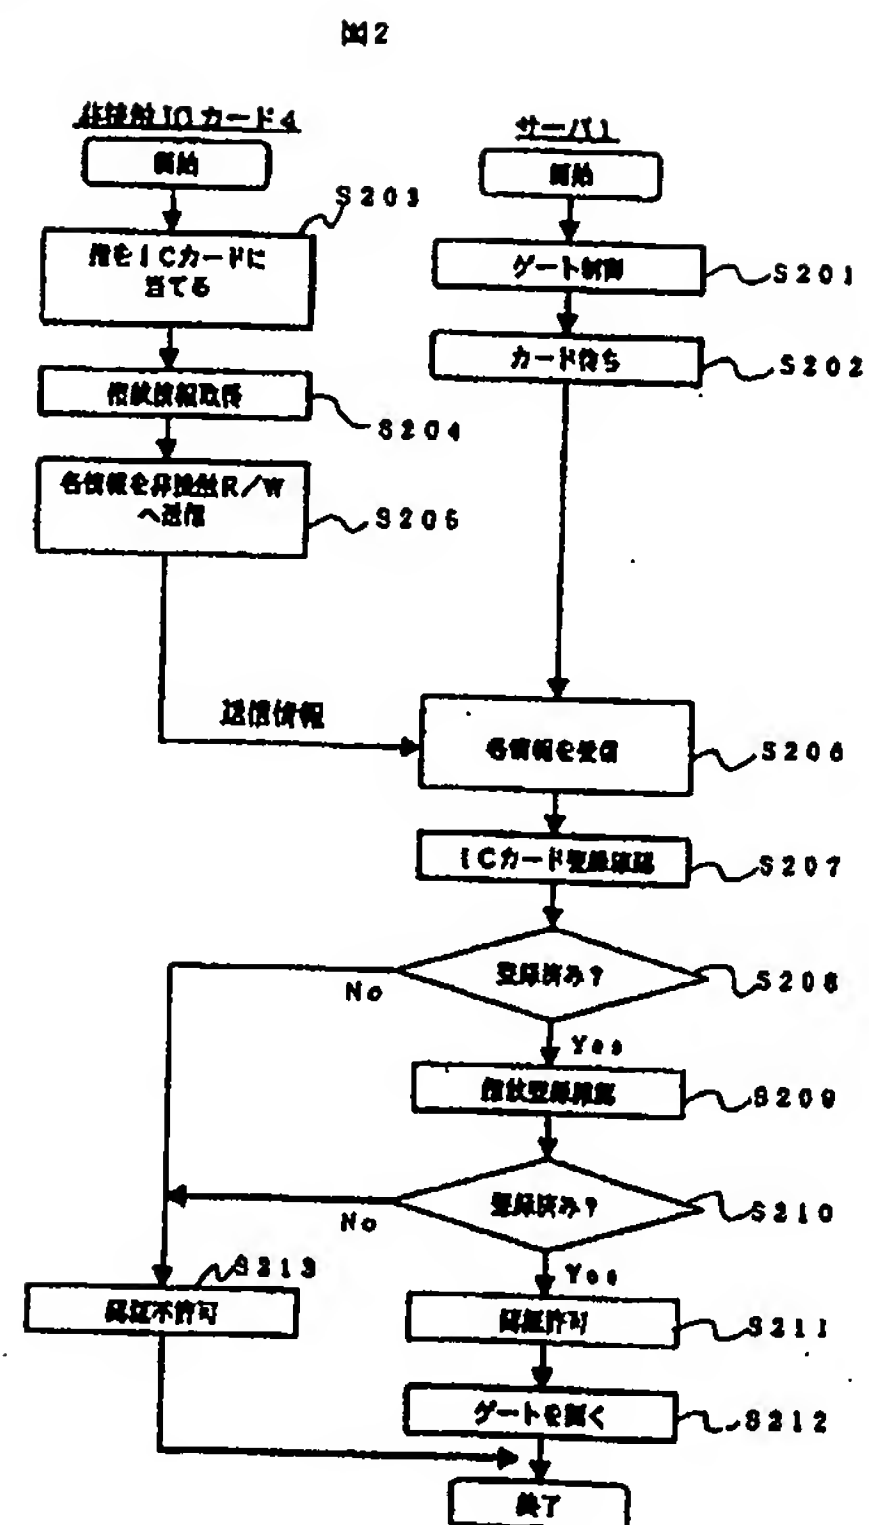 図2
非接触ICカード4
開始
S203
指をICカードに
当てる
指紋情報取得
S204
各情報を非接触R/W
へ送信
S205
送信情報
サーバ1
開始
ゲート制御
S201
カード待ち
S202
各情報を受信
S206
ICカード登録確認
S207
登録済み?
S208
No
Yes
指紋登録確認
S209
登録済み?
S210
No
Yes
S213
認証不許可
認証許可
S211
ゲートを開く
S212
終了